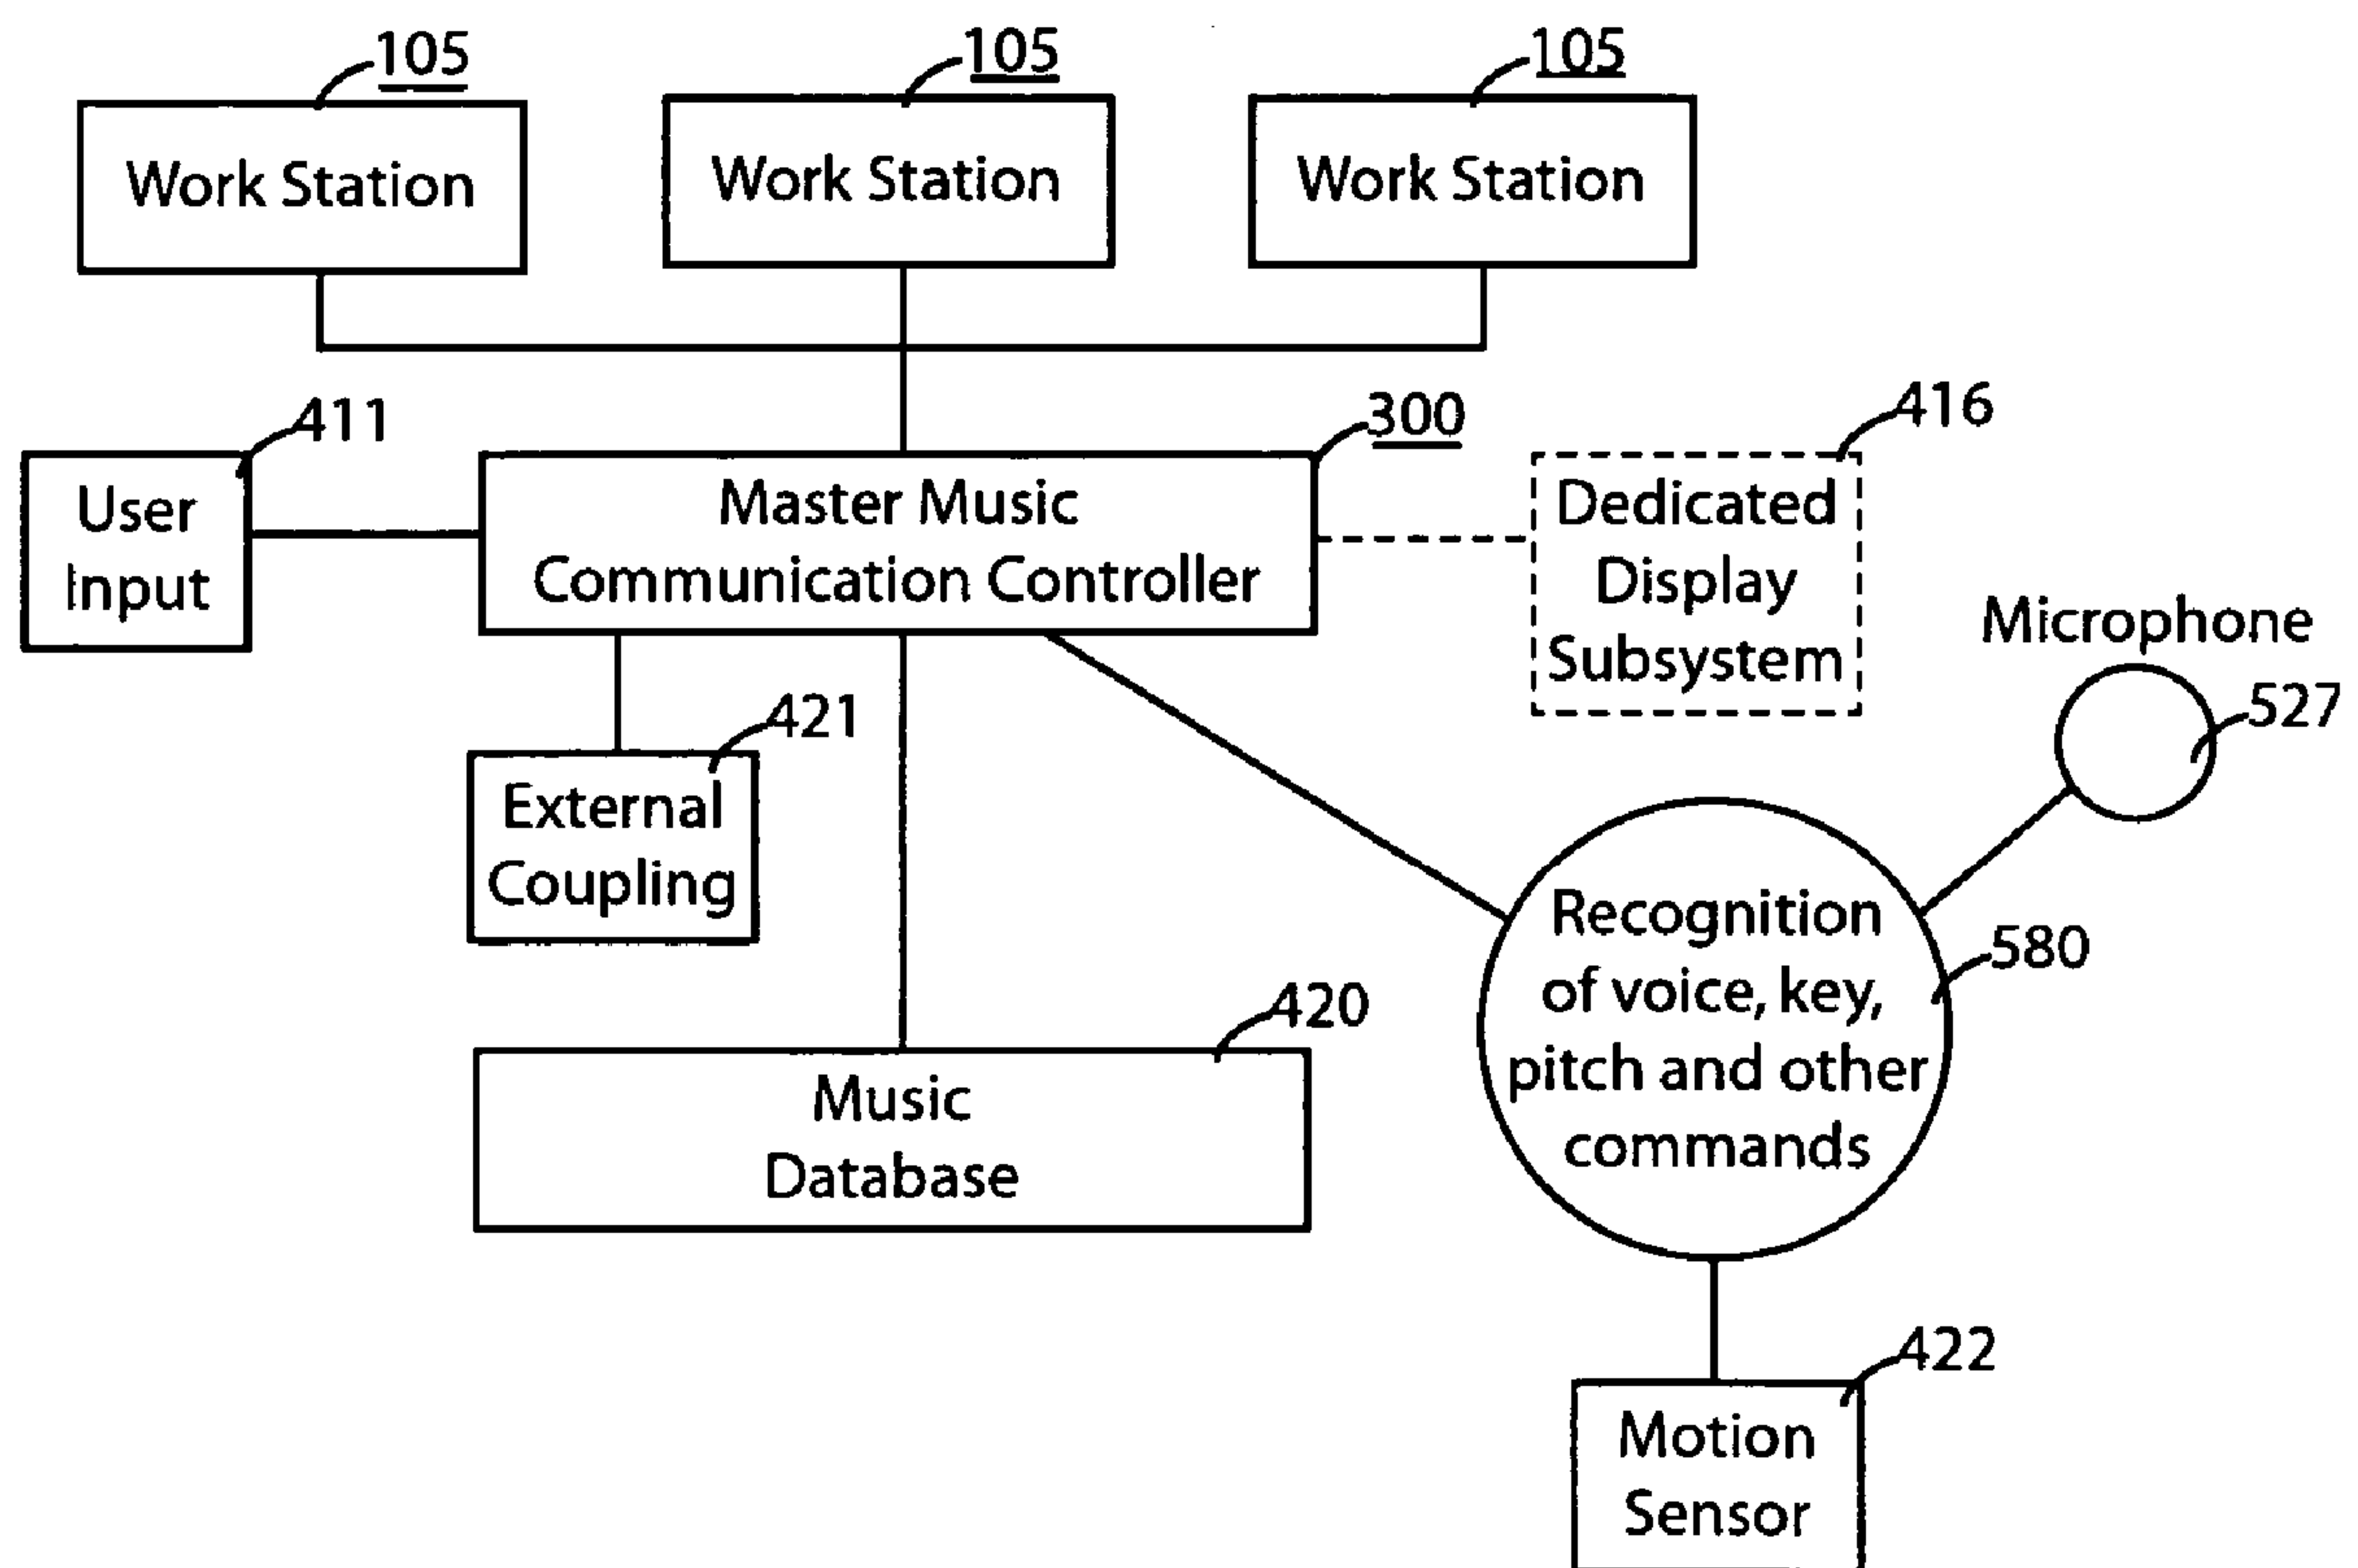 105
105
105
Work Station
Work Station
Work Station
411
300
416
User
Input
Master Music
Communication Controller
Dedicated
Display
Subsystem
Microphone
527
421
External
Coupling
Recognition
of voice, key,
pitch and other
commands
580
420
Music
Database
422
Motion
Sensor